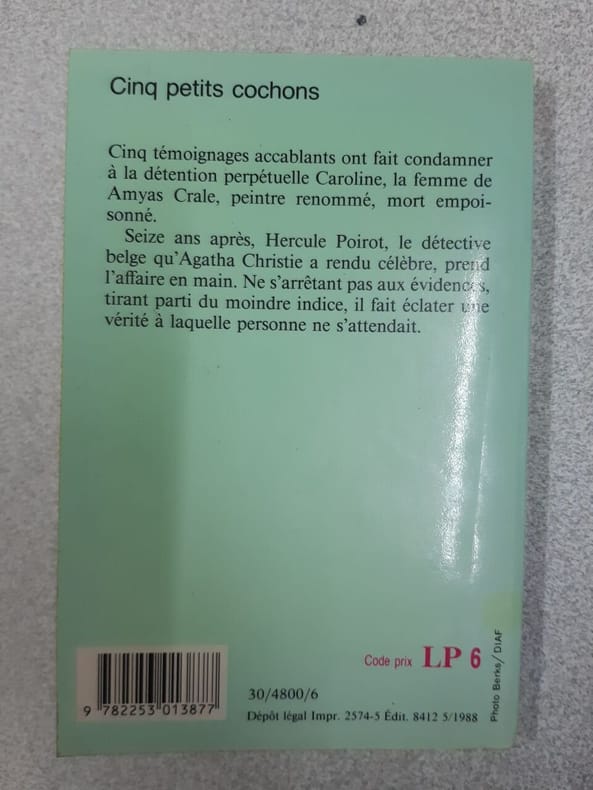 Cinq petits cochons
Cinq témoignages accablants ont fait condamner
à la détention perpétuelle Caroline, la femme de
Amyas Crale, peintre renommé, mort empoi-
sonné.
Seize ans après, Hercule Poirot, le détective
belge qu'Agatha Christie a rendu célèbre, prend
l'affaire en main. Ne s'arrêtant pas aux évidences,
tirant parti du moindre indice, il fait éclater une
vérité à laquelle personne ne s'attendait.
Code prix LP 6
Photo Berks/DIAF
9 782253 013877
30/4800/6
Dépôt légal Impr. 2574-5 Édit. 8412 5/1988